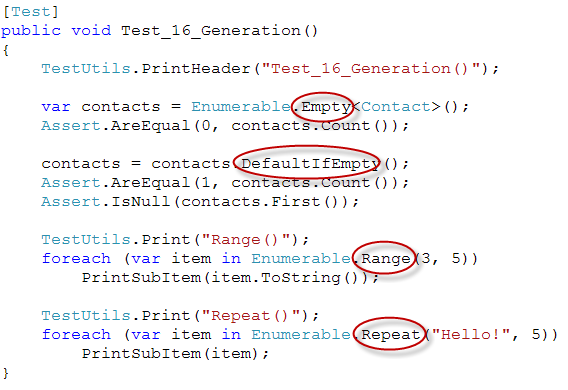 [Test]
public void Test_16_Generation()
{
    TestUtils.PrintHeader("Test_16_Generation()");
    var contacts = Enumerable.Empty<Contact>();
    Assert.AreEqual(0, contacts.Count());
    contacts = contacts.DefaultIfEmpty();
    Assert.AreEqual(1, contacts.Count());
    Assert.IsNull(contacts.First());
    TestUtils.Print("Range()");
    foreach (var item in Enumerable.Range(3, 5))
        PrintSubItem(item.ToString());
    TestUtils.Print("Repeat()");
    foreach (var item in Enumerable.Repeat("Hello!", 5))
        PrintSubItem(item);
}